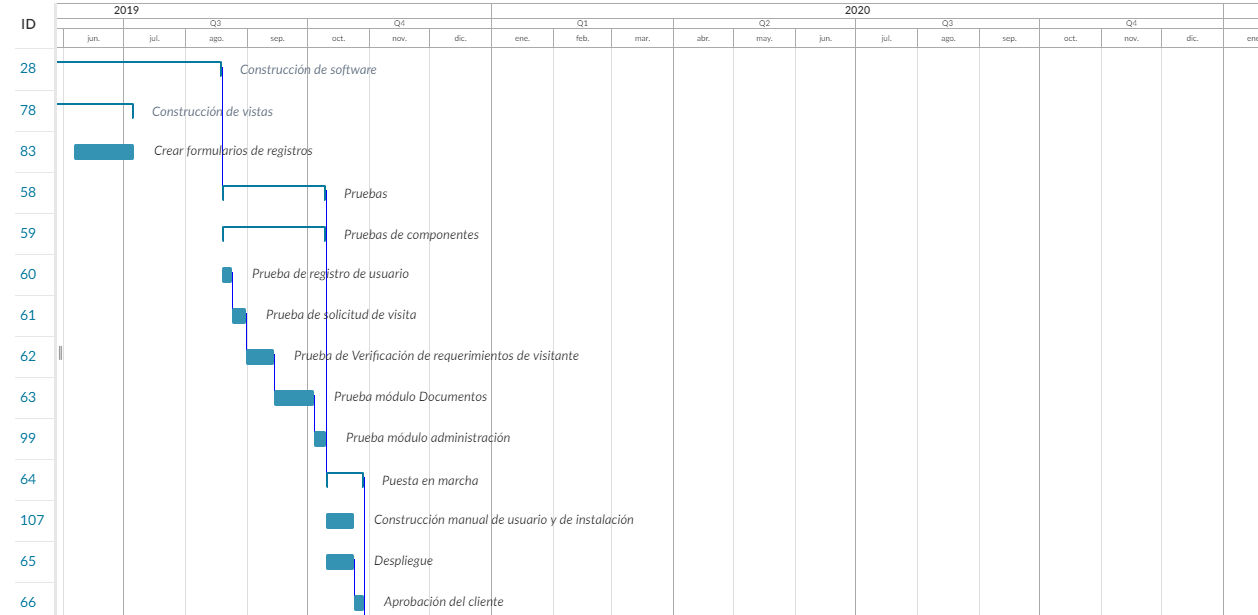 2019 2020
ID Q3 Q4 Q1 Q2 Q3 Q4
jun. jul. ago. sep. oct. nov. dic. ene. feb. mar. abr. may. jun. jul. ago. sep. oct. nov. dic. ene
28 Construcción de software
78 Construcción de vistas
83 Crear formularios de registros
58 Pruebas
59 Pruebas de componentes
60 Prueba de registro de usuario
61 Prueba de solicitud de visita
62 Prueba de Verificación de requerimientos de visitante
63 Prueba módulo Documentos
99 Prueba módulo administración
64 Puesta en marcha
107 Construcción manual de usuario y de instalación
65 Despliegue
66 Aprobación del cliente